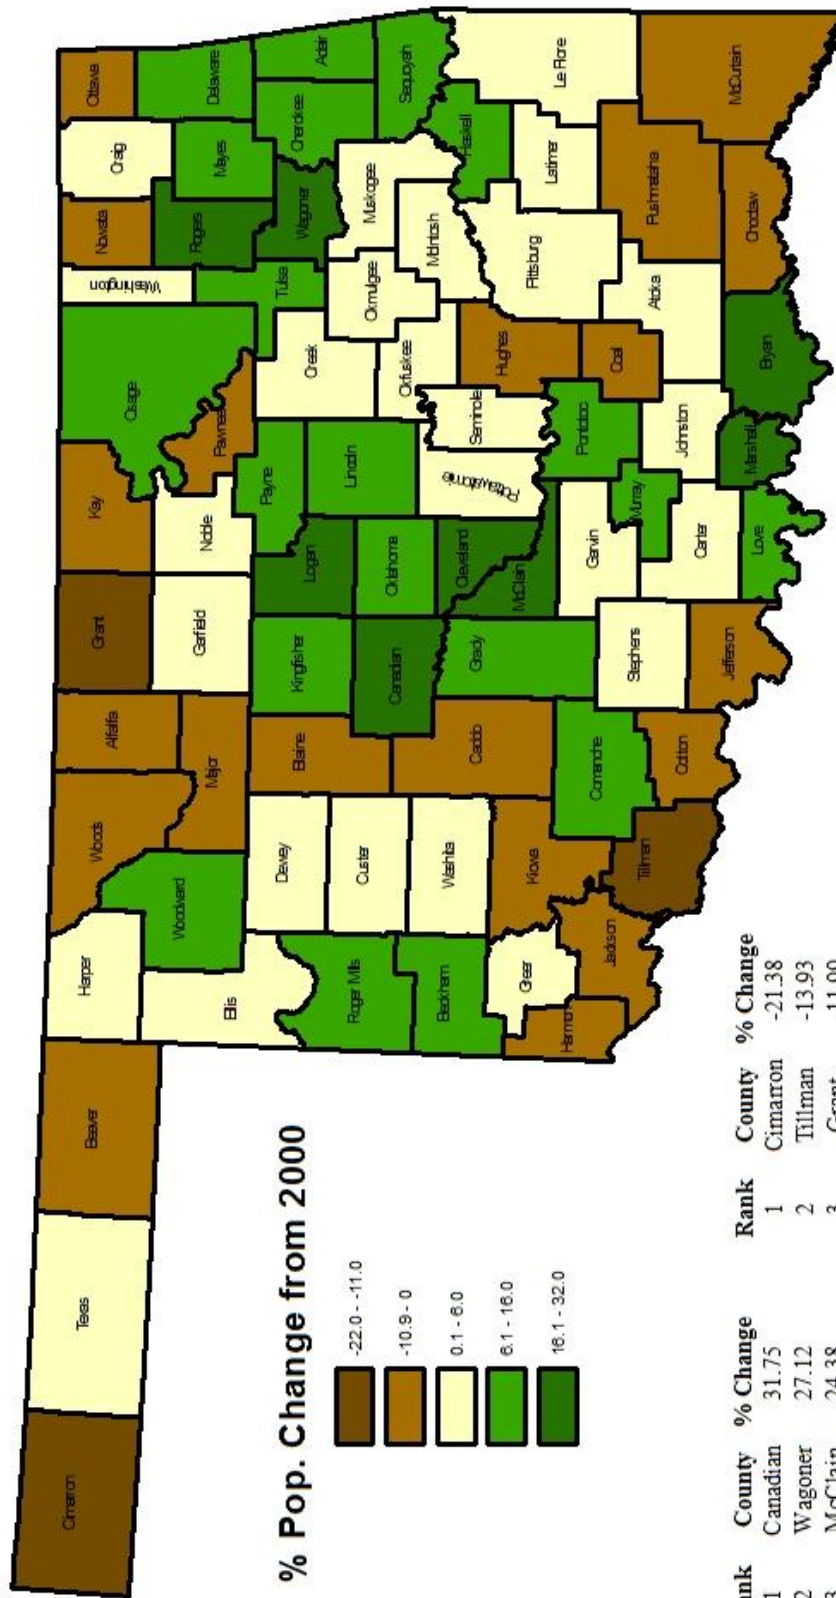 Cimarron
Texas
Beaver
Harper
Woods
Alfalfa
Grant
Kay
Osage
Washington
Nowata
Craig
Ottawa
Ellis
Woodward
Major
Garfield
Noble
Pawnee
Rogers
Mayes
Delaware
Roger Mills
Dewey
Blaine
Kingfisher
Logan
Payne
Creek
Tulsa
Wagoner
Cherokee
Adair
Custer
Canadian
Oklahoma
Lincoln
Okfuskee
Okmulgee
Muskogee
Sequoyah
Beckham
Washita
Caddo
Grady
Cleveland
McClain
Pottawatomie
Seminole
Hughes
McIntosh
Haskell
Le Flore
Greer
Kiowa
Comanche
Stephens
Garvin
Pontotoc
Coal
Pittsburg
Latimer
Harmon
Jackson
Tillman
Cotton
Jefferson
Carter
Murray
Johnston
Atoka
Pushmataha
McCurtain
Love
Marshall
Bryan
Choctaw
% Pop. Change from 2000
-22.0 - -11.0
-10.9 - 0
0.1 - 6.0
6.1 - 16.0
16.1 - 32.0
County % Change Rank County % Change
1 Canadian 31.75 1 Cimarron -21.38
2 Wagoner 27.12 2 Tillman -13.93
3 McClain 24.38 3 Grant